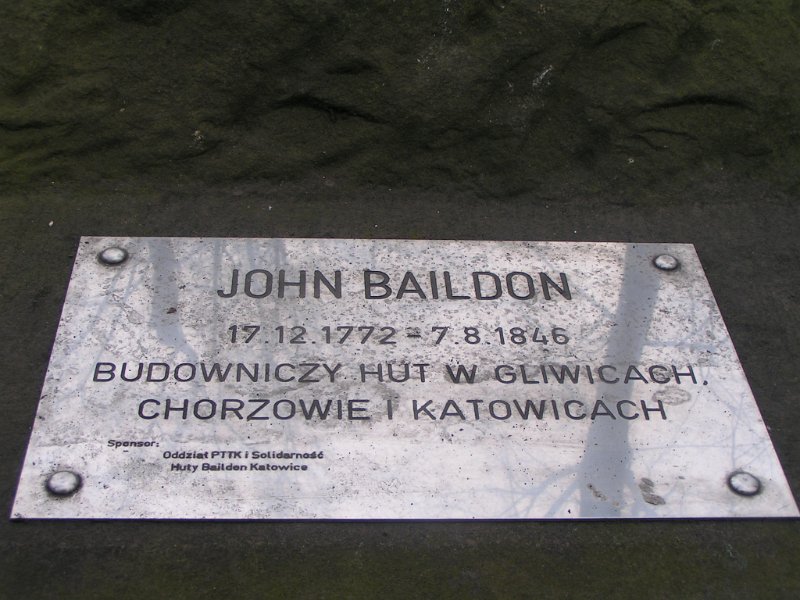 JOHN BAILDON
17.12.1772 - 7.8.1846
BUDOWNICZY HUT W GLIWICACH,
CHORZOWIE I KATOWICACH
Sponsor:
Oddział PTTK i Solidarność
Huty Baildon Katowice